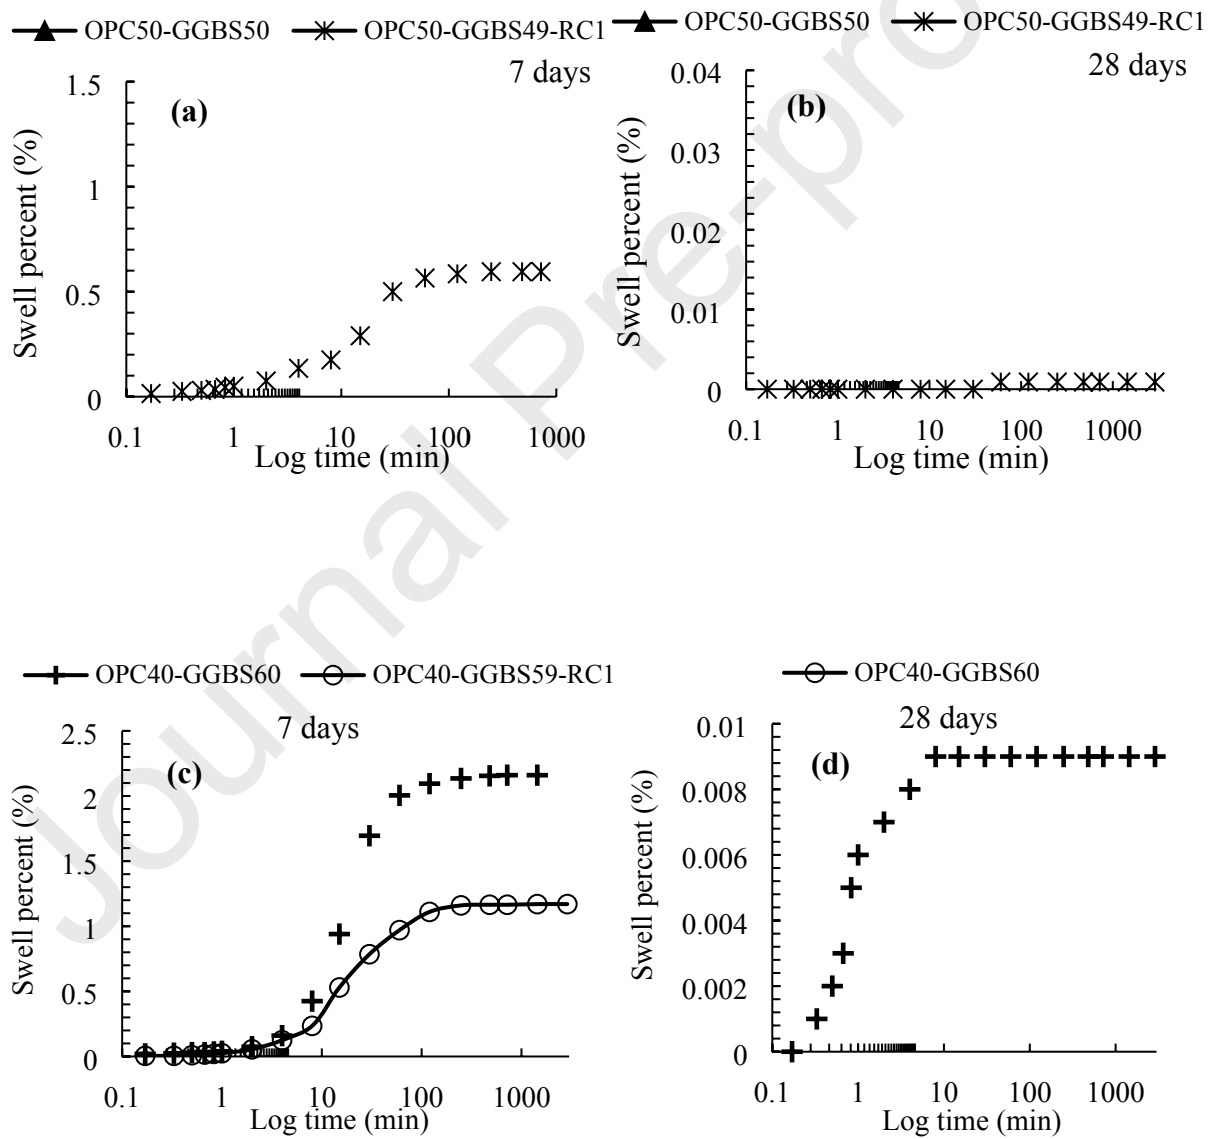 OPC50-GGBS50 OPC50-GGBS49-RC1
7 days
(a)
1.5
1
0.5
0
Swell percent (%)
0.1 1 10 100 1000
Log time (min)
OPC50-GGBS50 OPC50-GGBS49-RC1
28 days
(b)
0.04
0.03
0.02
0.01
0
Swell percent (%)
0.1 1 10 100 1000
Log time (min)
OPC40-GGBS60 OPC40-GGBS59-RC1
7 days
(c)
2.5
2
1.5
1
0.5
0
Swell percent (%)
0.1 1 10 100 1000
Log time (min)
OPC40-GGBS60
28 days
(d)
0.01
0.008
0.006
0.004
0.002
0
Swell percent (%)
0.1 1 10 100 1000
Log time (min)
Journal Pre-pro